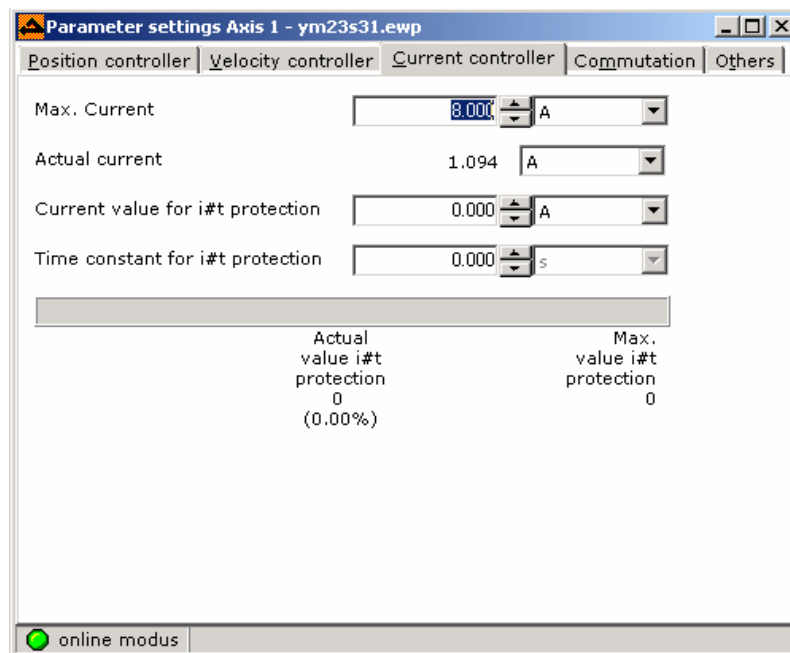 Parameter settings Axis 1 - ym23s31.ewp
Position controller Velocity controller Current controller Commutation Others
Max. Current 8.000 A
Actual current 1.094 A
Current value for i#t protection 0.000 A
Time constant for i#t protection 0.000 s
Actual Max.
value i#t value i#t
protection protection
0 0
(0.00%)
online modus